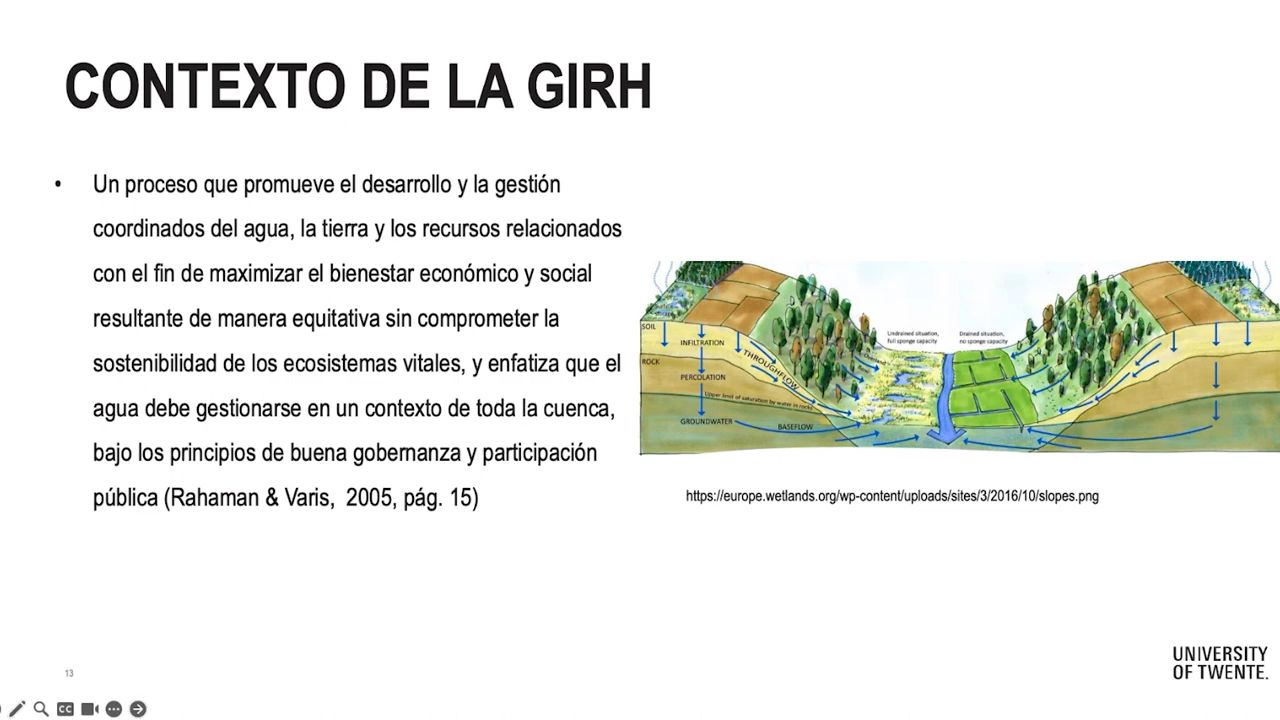 CONTEXTO DE LA GIRH
• Un proceso que promueve el desarrollo y la gestión
coordinados del agua, la tierra y los recursos relacionados
con el fin de maximizar el bienestar económico y social
resultante de manera equitativa sin comprometer la
sostenibilidad de los ecosistemas vitales, y enfatiza que el
agua debe gestionarse en un contexto de toda la cuenca,
bajo los principios de buena gobernanza y participación
pública (Rahaman & Varis, 2005, pág. 15)
SOIL
INFILTRATION
ROCK
THROUGHFLOW
PERCOLATION
Upper limit of saturation by water in rocks
GROUNDWATER
BASEFLOW
Undrained situation,
full sponge capacity
Drained situation,
no sponge capacity
https://europe.wetlands.org/wp-content/uploads/sites/3/2016/10/slopes.png
13
UNIVERSITY
OF TWENTE.
CC